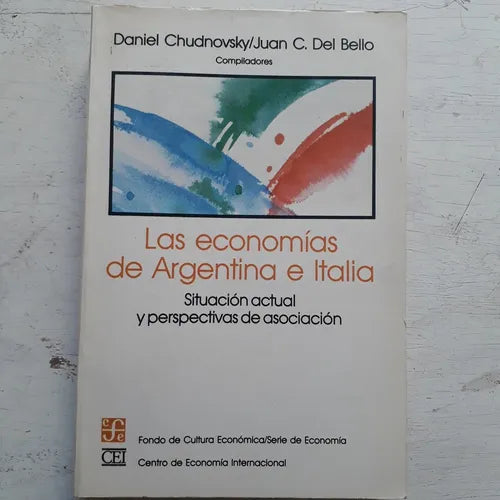 Daniel Chudnovsky/Juan C. Del Bello
Compiladores
Las economías
de Argentina e Italia
Situación actual
y perspectivas de asociación
cfe
Fondo de Cultura Económica/Serie de Economía
CEI
Centro de Economía Internacional